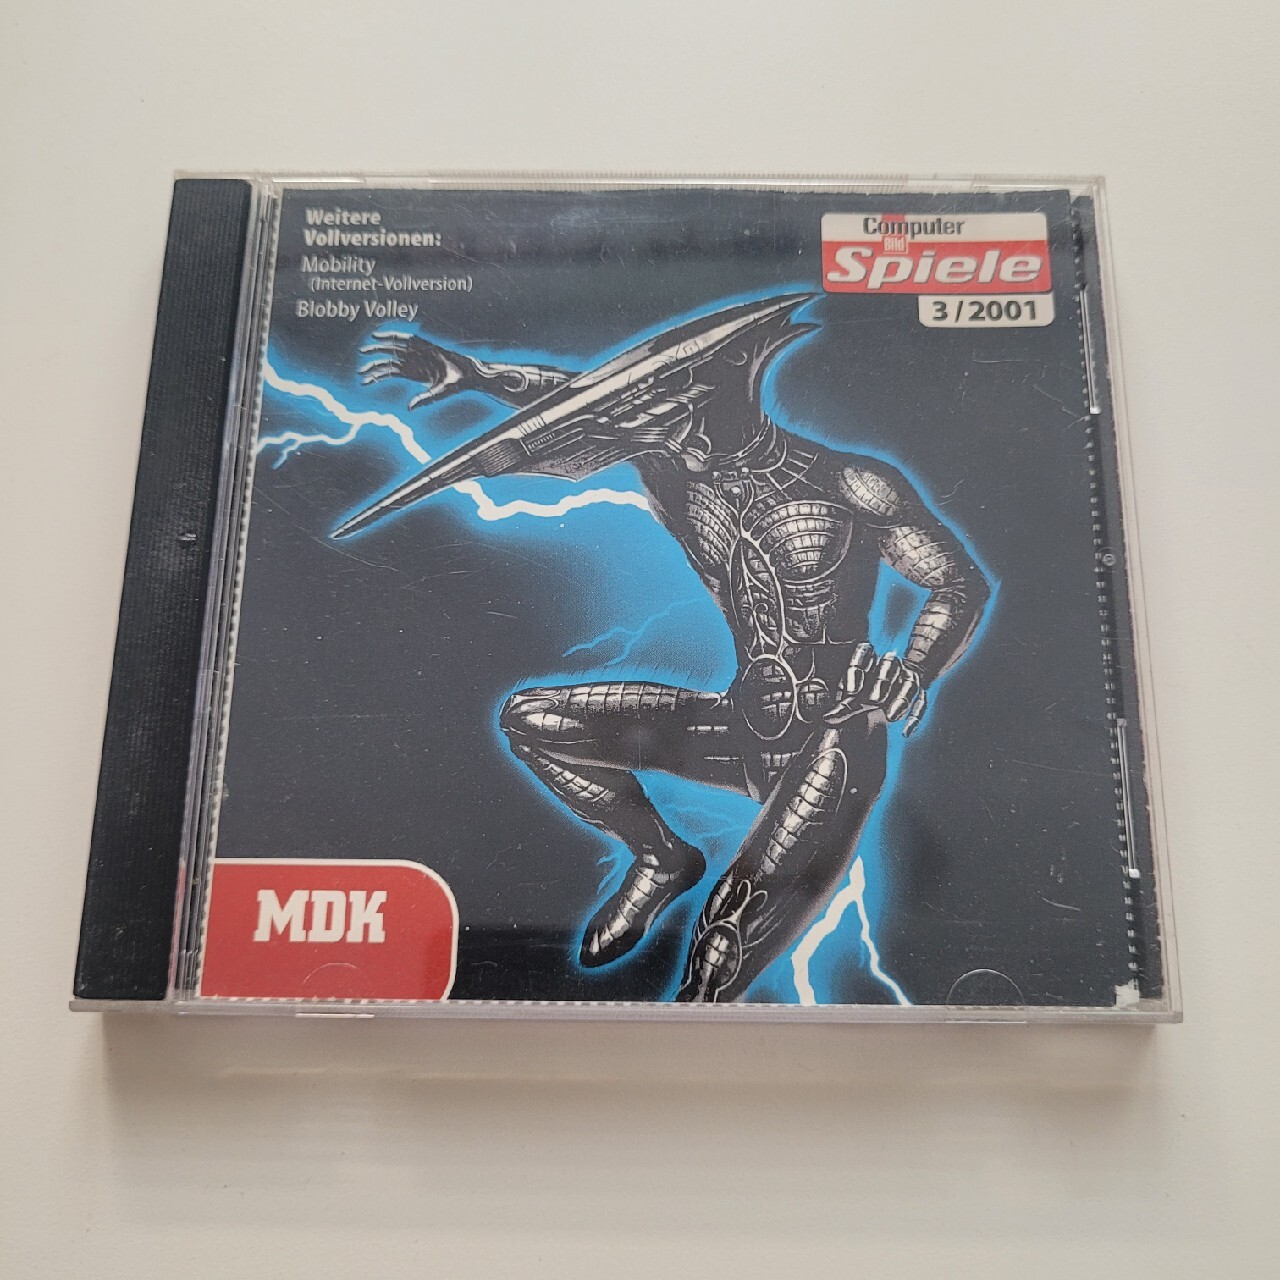 Weitere
Vollversionen:
Mobility
(Internet-Vollversion)
Blobby Volley
Computer
Bild
Spiele
3/2001
MDK